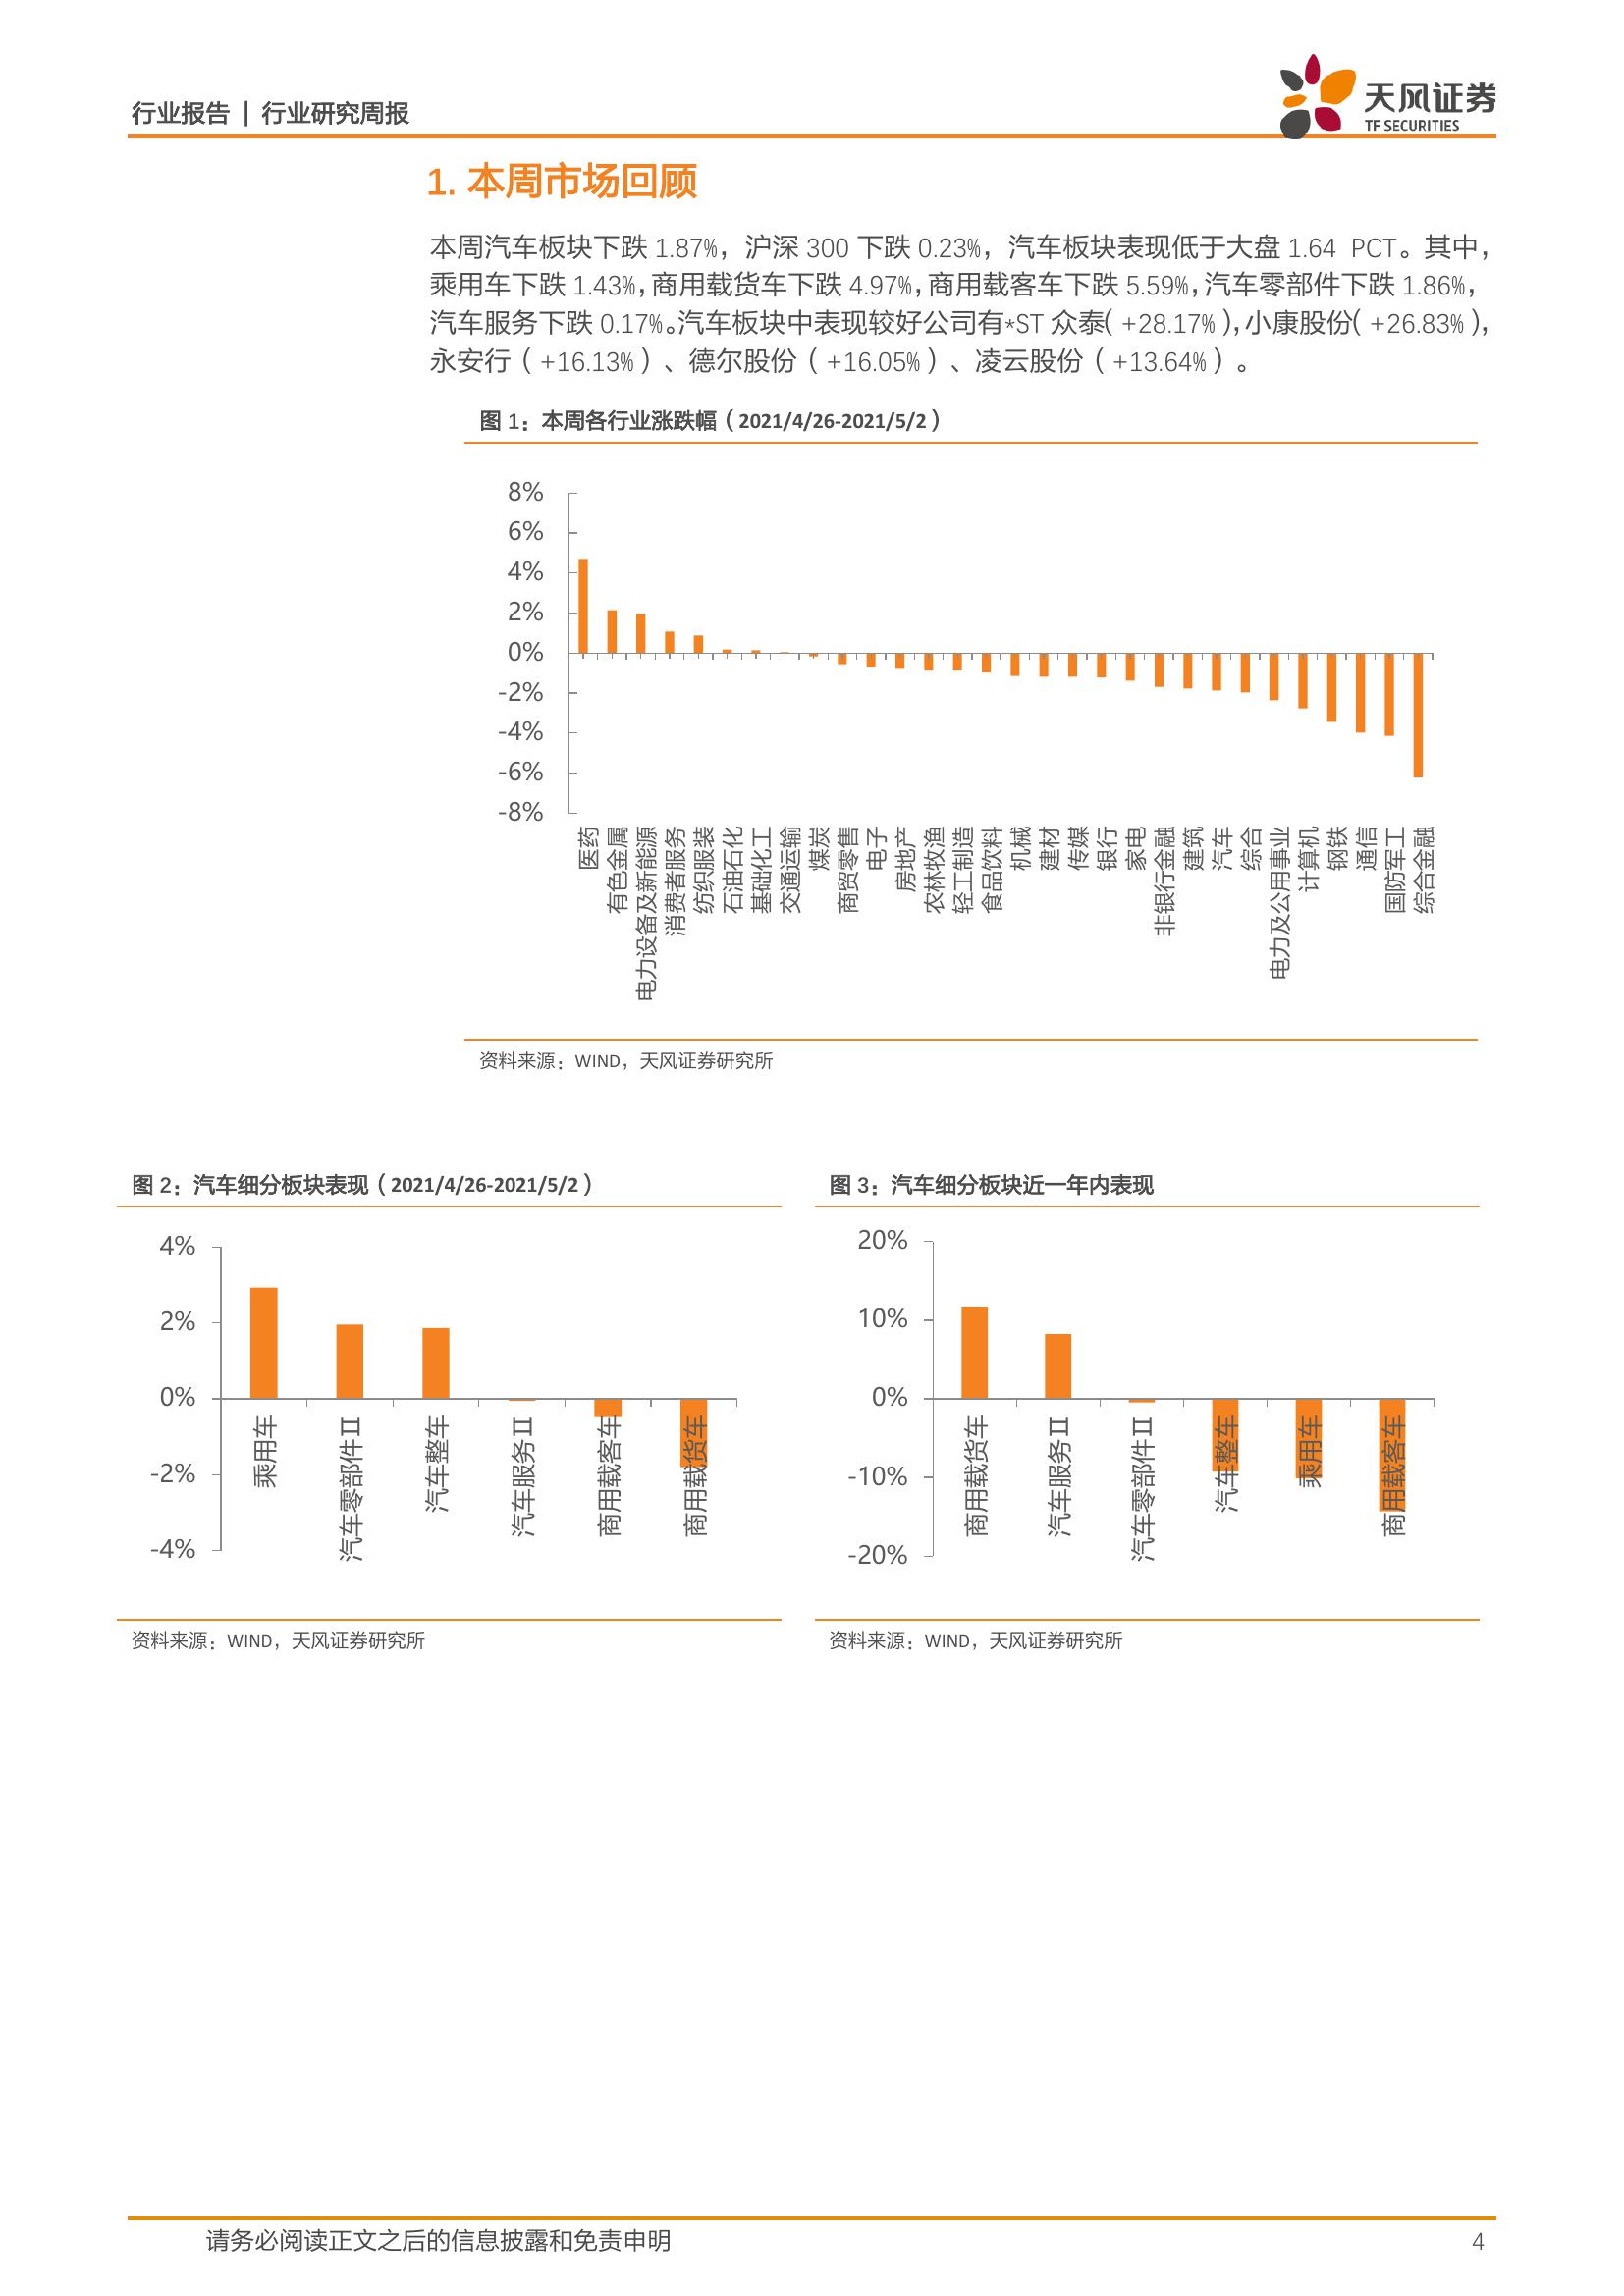 行业报告 | 行业研究周报
天风证券
TF SECURITIES
1. 本周市场回顾
本周汽车板块下跌 1.87%，沪深 300 下跌 0.23%，汽车板块表现低于大盘 1.64 PCT。其中，
乘用车下跌 1.43%，商用载货车下跌 4.97%，商用载客车下跌 5.59%，汽车零部件下跌 1.86%，
汽车服务下跌 0.17%。汽车板块中表现较好公司有*ST 众泰（+28.17%），小康股份（+26.83%），
永安行（+16.13%）、德尔股份（+16.05%）、凌云股份（+13.64%）。
图 1：本周各行业涨跌幅（2021/4/26-2021/5/2）
8%
6%
4%
2%
0%
-2%
-4%
-6%
-8%
医药
有色金属
电力设备及新能源
消费者服务
纺织服装
石油石化
基础化工
交通运输
煤炭
商贸零售
电子
房地产
农林牧渔
轻工制造
食品饮料
机械
建材
传媒
银行
家电
非银行金融
建筑
汽车
综合
电力及公用事业
计算机
钢铁
通信
国防军工
综合金融
资料来源：WIND，天风证券研究所
图 2：汽车细分板块表现（2021/4/26-2021/5/2）
4%
2%
0%
-2%
-4%
乘用车
汽车零部件Ⅱ
汽车整车
汽车服务Ⅱ
商用载客车
商用载货车
资料来源：WIND，天风证券研究所
图 3：汽车细分板块近一年内表现
20%
10%
0%
-10%
-20%
商用载货车
汽车服务Ⅱ
汽车零部件Ⅱ
汽车整车
乘用车
商用载客车
资料来源：WIND，天风证券研究所
请务必阅读正文之后的信息披露和免责申明
4